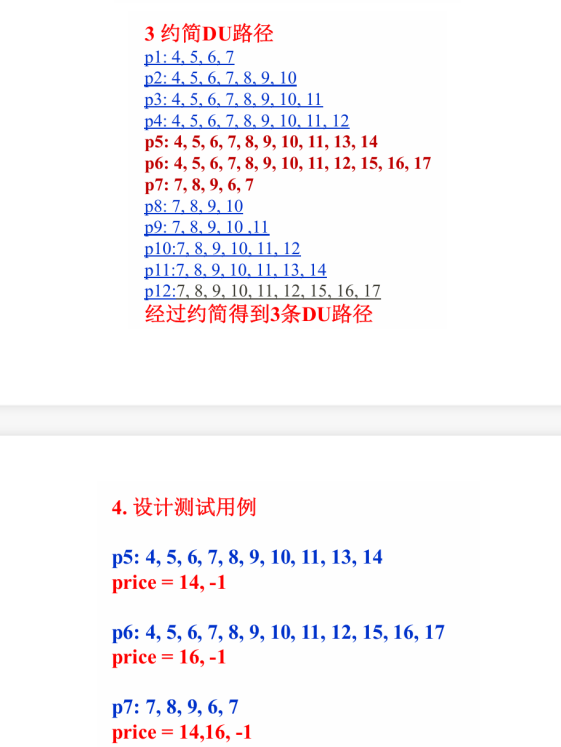 3 约简DU路径
p1: 4, 5, 6, 7
p2: 4, 5, 6, 7, 8, 9, 10
p3: 4, 5, 6, 7, 8, 9, 10, 11
p4: 4, 5, 6, 7, 8, 9, 10, 11, 12
p5: 4, 5, 6, 7, 8, 9, 10, 11, 13, 14
p6: 4, 5, 6, 7, 8, 9, 10, 11, 12, 15, 16, 17
p7: 7, 8, 9, 6, 7
p8: 7, 8, 9, 10
p9: 7, 8, 9, 10 ,11
p10:7, 8, 9, 10, 11, 12
p11:7, 8, 9, 10, 11, 13, 14
p12:7, 8, 9, 10, 11, 12, 15, 16, 17
经过约简得到3条DU路径
4. 设计测试用例
p5: 4, 5, 6, 7, 8, 9, 10, 11, 13, 14
price = 14, -1
p6: 4, 5, 6, 7, 8, 9, 10, 11, 12, 15, 16, 17
price = 16, -1
p7: 7, 8, 9, 6, 7
price = 14,16, -1